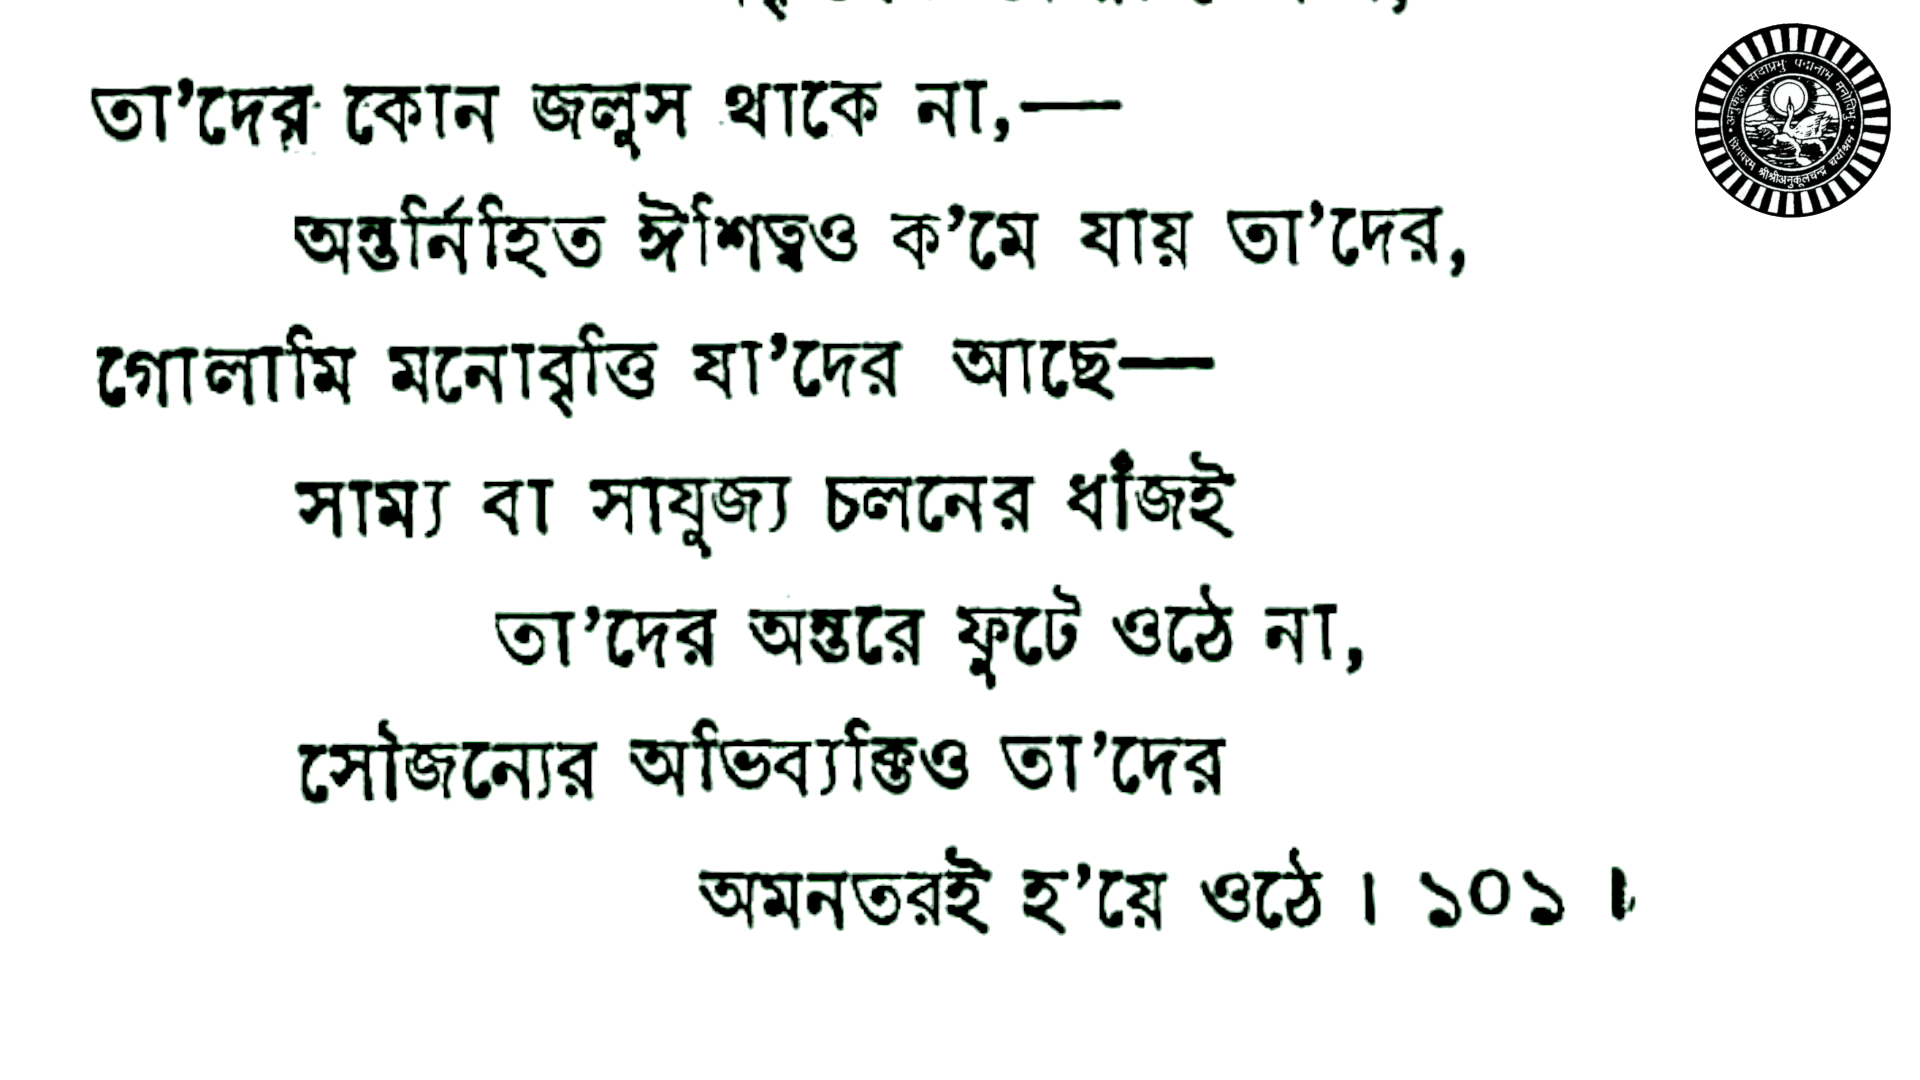 তা’দের কোন জলুস থাকে না,—
অন্তর্নিহিত ঈশিত্বও ক’মে যায় তা’দের,
গোলামি মনোবৃত্তি যা’দের আছে—
সাম্য বা সাযুজ্য চলনের ধাঁজই
তা’দের অন্তরে ফুটে ওঠে না,
সৌজন্যের অভিব্যক্তিও তা’দের
অমনতরই হ’য়ে ওঠে । ১০১ ।